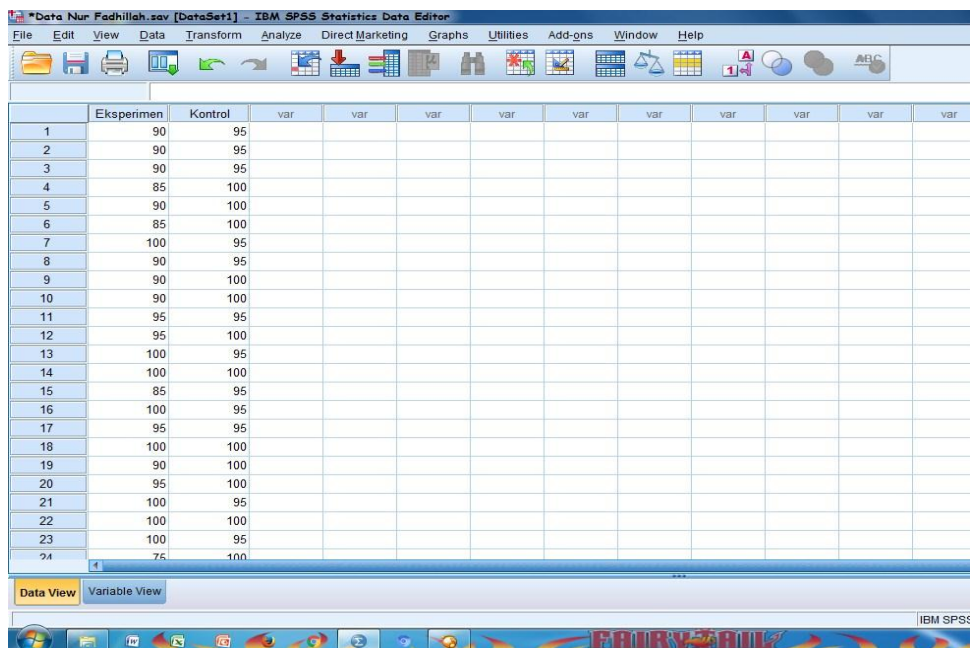 *Data Nur Fadhillah.sav [DataSet1] - IBM SPSS Statistics Data Editor
File Edit View Data Transform Analyze Direct Marketing Graphs Utilities Add-ons Window Help
Eksperimen Kontrol var var var var var var var var var var
1 90 95
2 90 95
3 90 95
4 85 100
5 90 100
6 85 100
7 100 95
8 90 95
9 90 100
10 90 100
11 95 95
12 95 100
13 100 95
14 100 100
15 85 95
16 100 95
17 95 95
18 100 100
19 90 100
20 95 100
21 100 95
22 100 100
23 100 95
24 75 100
Data View Variable View
IBM SPSS
FAIRY TAIL